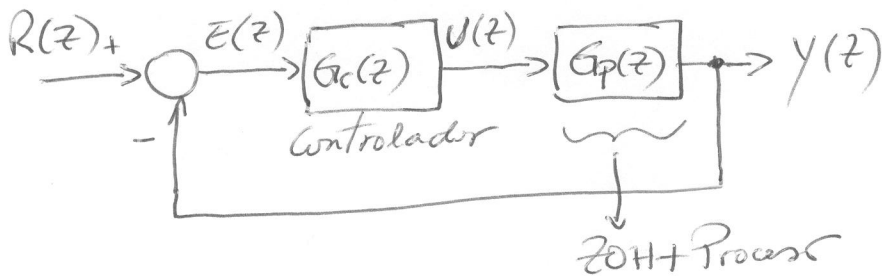 R(z) + E(z) Gc(z) U(z) Gp(z) Y(z)
-
Controlador
ZOH + Proceso